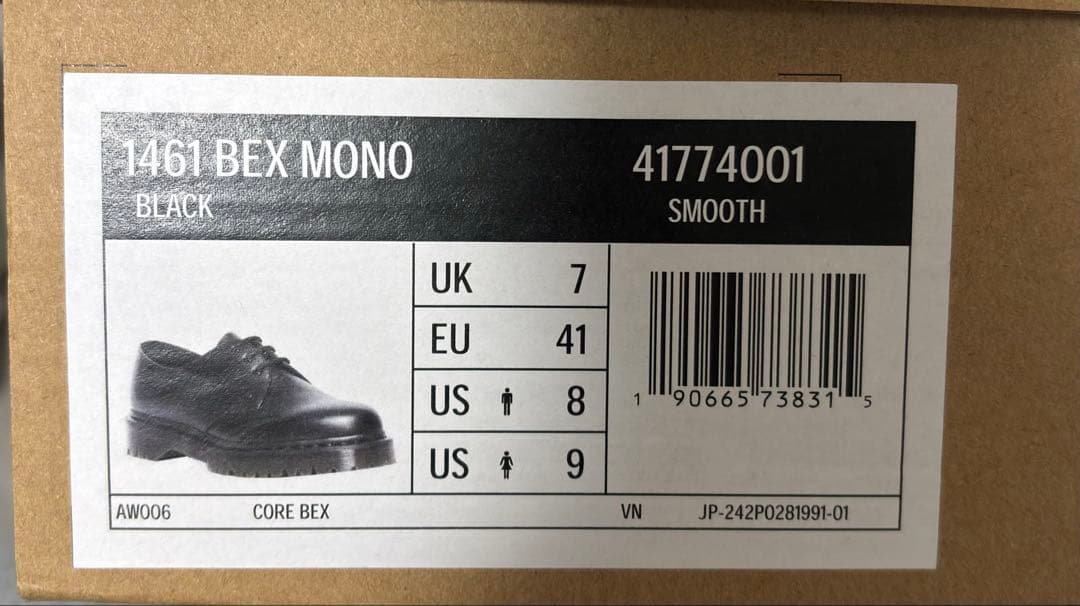 1461 BEX MONO
BLACK
41774001
SMOOTH
UK 7
EU 41
US 8
US 9
1 90665 73831 5
AW006 CORE BEX VN JP-242P0281991-01